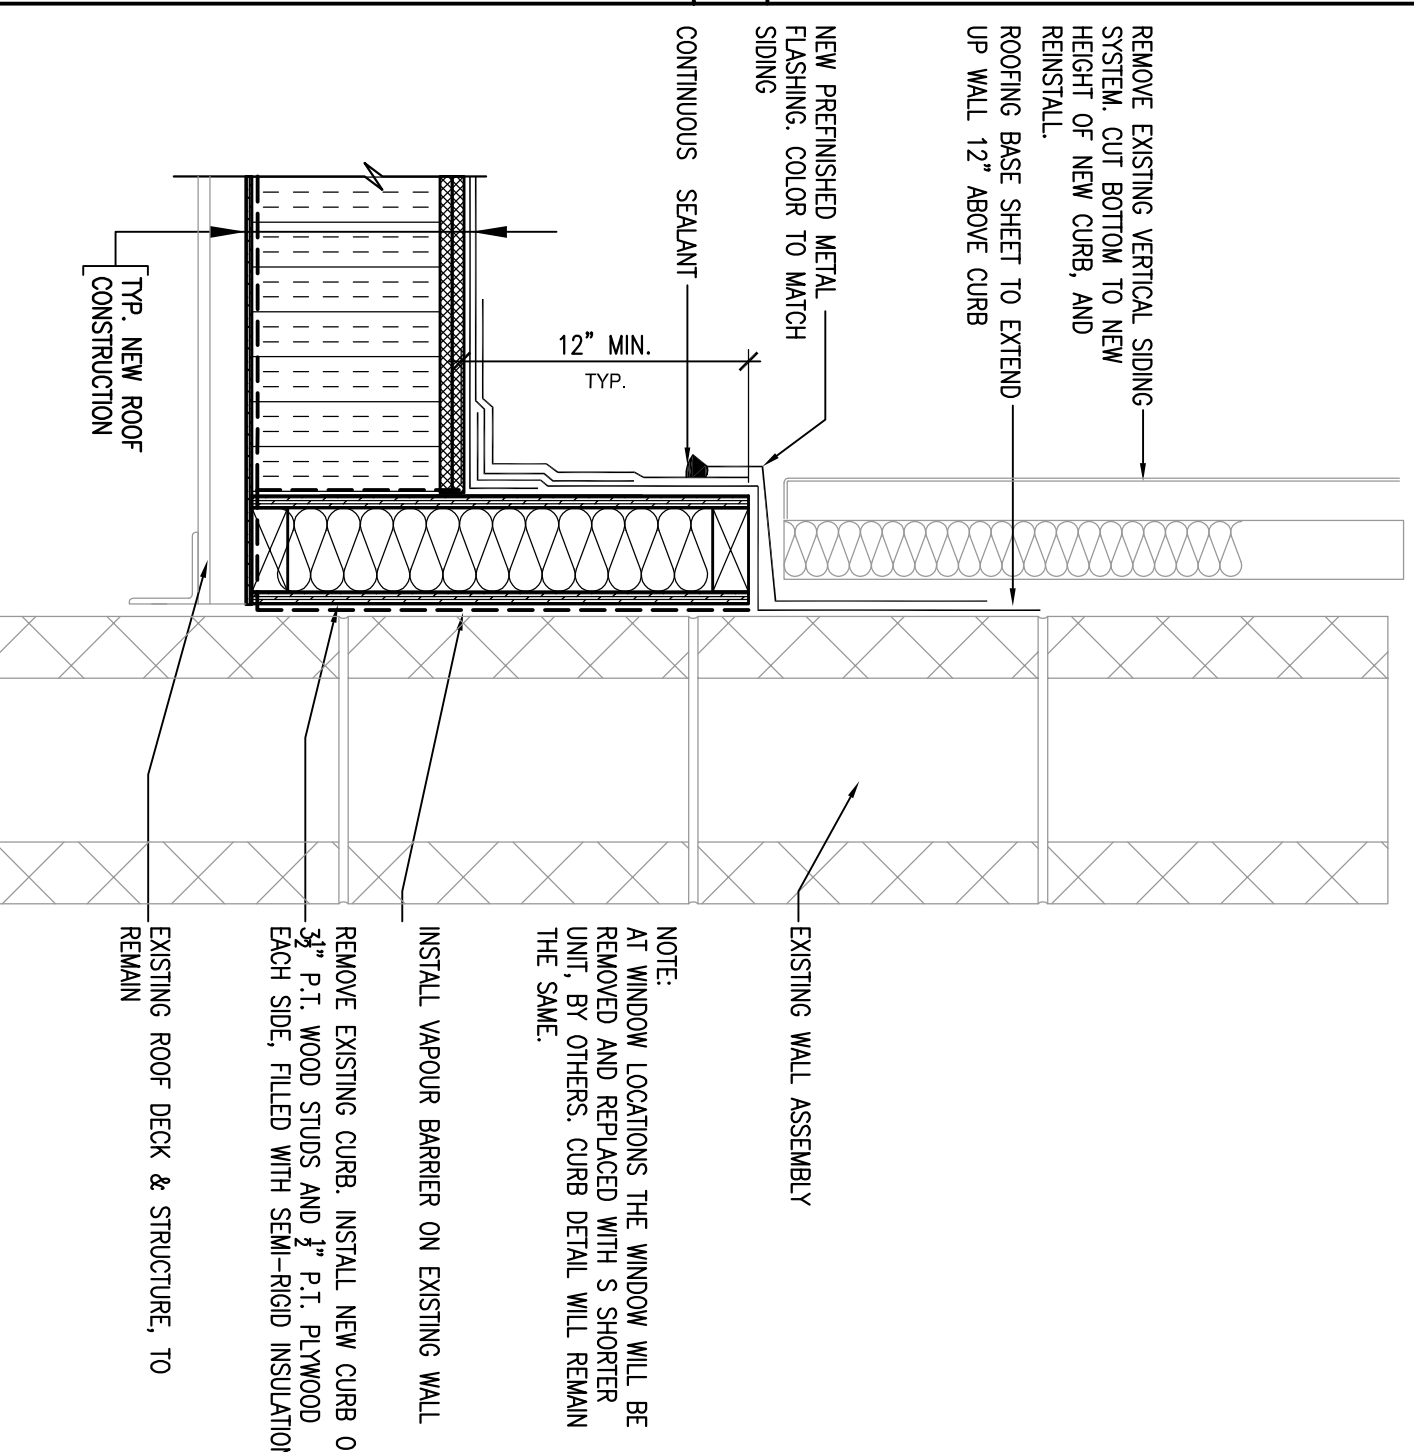 REMOVE EXISTING VERTICAL SIDING
SYSTEM. CUT BOTTOM TO NEW
HEIGHT OF NEW CURB, AND
REINSTALL.
ROOFING BASE SHEET TO EXTEND
UP WALL 12" ABOVE CURB
NEW PREFINISHED METAL
FLASHING. COLOR TO MATCH
SIDING
CONTINUOUS SEALANT
12" MIN.
TYP.
TYP. NEW ROOF
CONSTRUCTION
EXISTING WALL ASSEMBLY
NOTE:
AT WINDOW LOCATIONS THE WINDOW WILL BE
REMOVED AND REPLACED WITH S SHORTER
UNIT, BY OTHERS. CURB DETAIL WILL REMAIN
THE SAME.
INSTALL VAPOUR BARRIER ON EXISTING WALL
REMOVE EXISTING CURB. INSTALL NEW CURB O
3½" P.T. WOOD STUDS AND ½" P.T. PLYWOOD
EACH SIDE, FILLED WITH SEMI-RIGID INSULATION
EXISTING ROOF DECK & STRUCTURE, TO
REMAIN